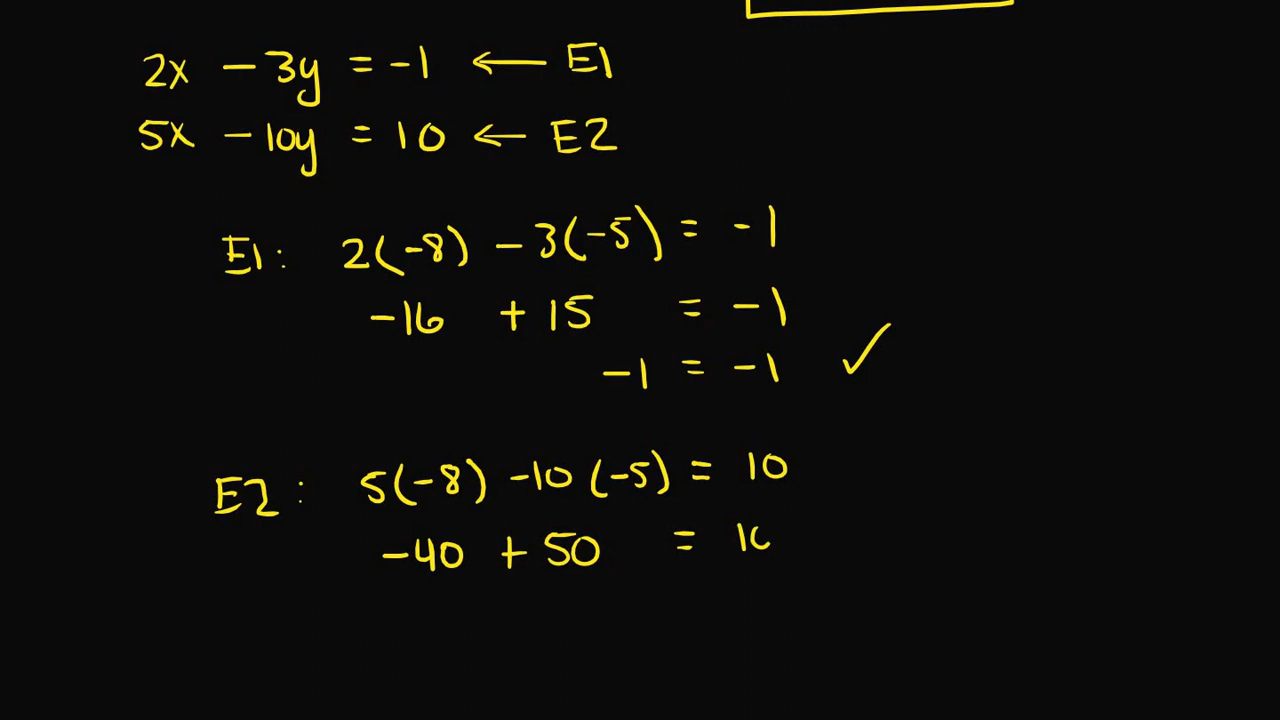 2x - 3y = -1 ← E1
5x - 10y = 10 ← E2
E1: 2(-8) - 3(-5) = -1
-16 + 15 = -1
-1 = -1 ✓
E2: 5(-8) -10(-5) = 10
-40 + 50 = 1